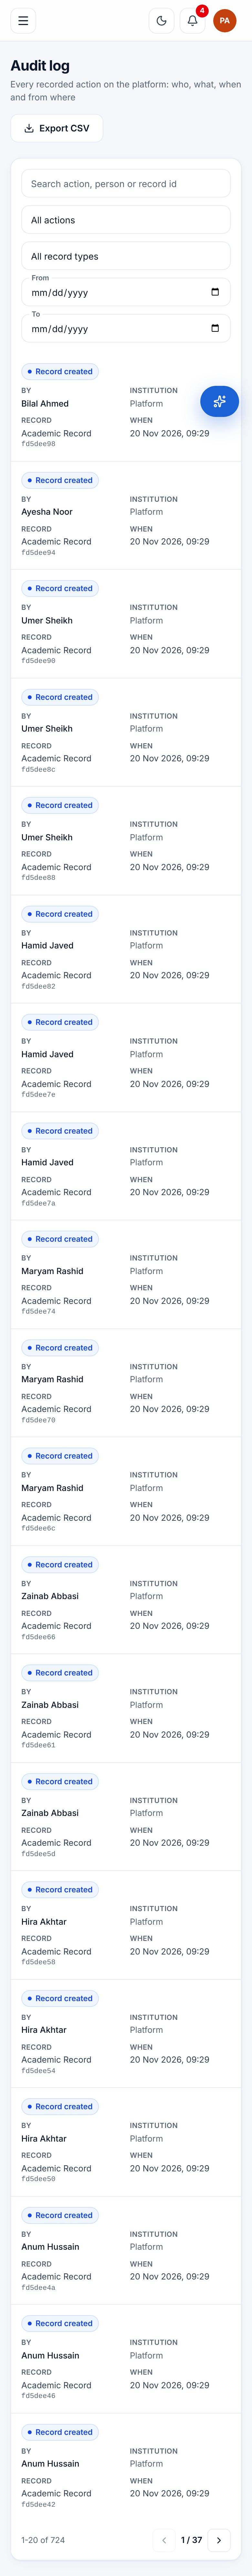 4
PA
Audit log
Every recorded action on the platform: who, what, when
and from where
Export CSV
Search action, person or record id
All actions
All record types
From
mm/dd/yyyy
To
mm/dd/yyyy
Record created
BY INSTITUTION
Bilal Ahmed Platform
RECORD WHEN
Academic Record 20 Nov 2026, 09:29
fd5dee98
Record created
BY INSTITUTION
Ayesha Noor Platform
RECORD WHEN
Academic Record 20 Nov 2026, 09:29
fd5dee94
Record created
BY INSTITUTION
Umer Sheikh Platform
RECORD WHEN
Academic Record 20 Nov 2026, 09:29
fd5dee90
Record created
BY INSTITUTION
Umer Sheikh Platform
RECORD WHEN
Academic Record 20 Nov 2026, 09:29
fd5dee8c
Record created
BY INSTITUTION
Umer Sheikh Platform
RECORD WHEN
Academic Record 20 Nov 2026, 09:29
fd5dee88
Record created
BY INSTITUTION
Hamid Javed Platform
RECORD WHEN
Academic Record 20 Nov 2026, 09:29
fd5dee82
Record created
BY INSTITUTION
Hamid Javed Platform
RECORD WHEN
Academic Record 20 Nov 2026, 09:29
fd5dee7e
Record created
BY INSTITUTION
Hamid Javed Platform
RECORD WHEN
Academic Record 20 Nov 2026, 09:29
fd5dee7a
Record created
BY INSTITUTION
Maryam Rashid Platform
RECORD WHEN
Academic Record 20 Nov 2026, 09:29
fd5dee74
Record created
BY INSTITUTION
Maryam Rashid Platform
RECORD WHEN
Academic Record 20 Nov 2026, 09:29
fd5dee70
Record created
BY INSTITUTION
Maryam Rashid Platform
RECORD WHEN
Academic Record 20 Nov 2026, 09:29
fd5dee6c
Record created
BY INSTITUTION
Zainab Abbasi Platform
RECORD WHEN
Academic Record 20 Nov 2026, 09:29
fd5dee66
Record created
BY INSTITUTION
Zainab Abbasi Platform
RECORD WHEN
Academic Record 20 Nov 2026, 09:29
fd5dee61
Record created
BY INSTITUTION
Zainab Abbasi Platform
RECORD WHEN
Academic Record 20 Nov 2026, 09:29
fd5dee5d
Record created
BY INSTITUTION
Hira Akhtar Platform
RECORD WHEN
Academic Record 20 Nov 2026, 09:29
fd5dee58
Record created
BY INSTITUTION
Hira Akhtar Platform
RECORD WHEN
Academic Record 20 Nov 2026, 09:29
fd5dee54
Record created
BY INSTITUTION
Hira Akhtar Platform
RECORD WHEN
Academic Record 20 Nov 2026, 09:29
fd5dee50
Record created
BY INSTITUTION
Anum Hussain Platform
RECORD WHEN
Academic Record 20 Nov 2026, 09:29
fd5dee4a
Record created
BY INSTITUTION
Anum Hussain Platform
RECORD WHEN
Academic Record 20 Nov 2026, 09:29
fd5dee46
Record created
BY INSTITUTION
Anum Hussain Platform
RECORD WHEN
Academic Record 20 Nov 2026, 09:29
fd5dee42
1-20 of 724 1 / 37